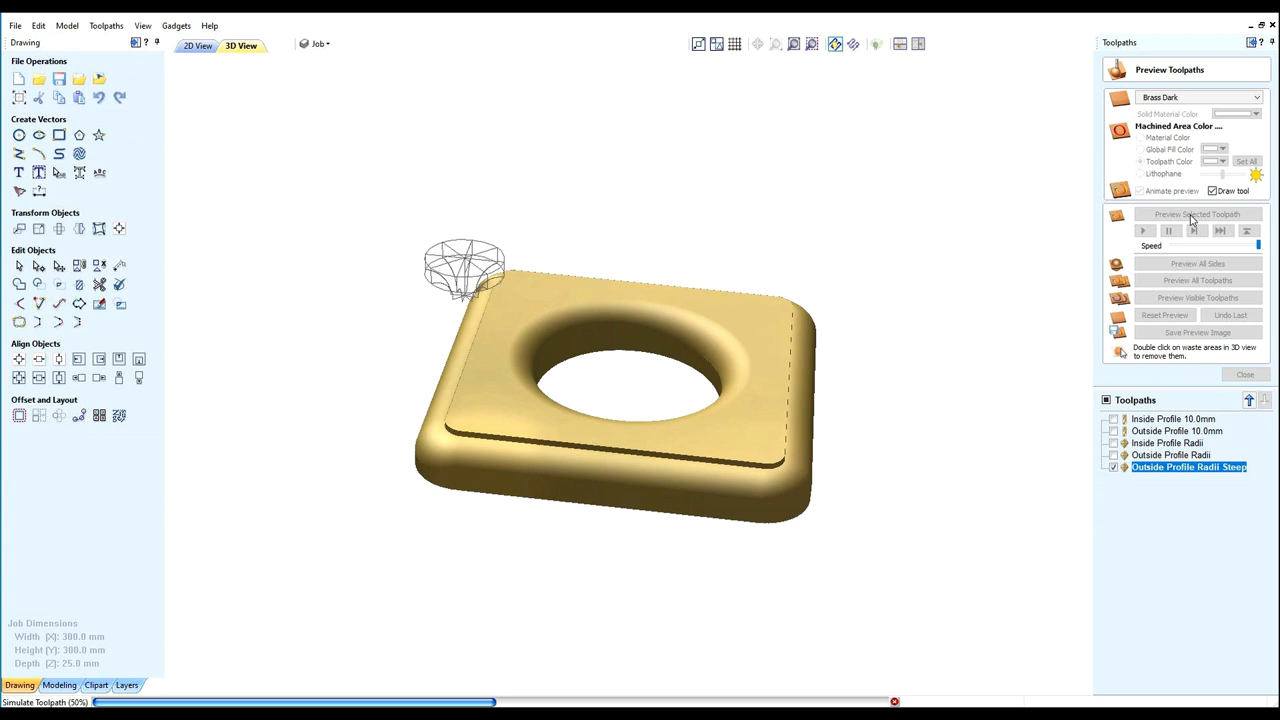 File Edit Model Toolpaths View Gadgets Help
Drawing
2D View 3D View Job
Toolpaths
File Operations
Create Vectors
Transform Objects
Edit Objects
Align Objects
Offset and Layout
Job Dimensions
Width (X): 300.0 mm
Height (Y): 300.0 mm
Depth (Z): 25.0 mm
Drawing Modeling Clipart Layers
Simulate Toolpath (50%)
Preview Toolpaths
Brass Dark
Solid Material Color
Machined Area Color ....
Material Color
Global Fill Color
Toolpath Color Set All
Lithophane
Animate preview Draw tool
Preview Selected Toolpath
Speed
Preview All Sides
Preview All Toolpaths
Preview Visible Toolpaths
Reset Preview Undo Last
Save Preview Image
Double click on waste areas in 3D view
to remove them.
Close
Toolpaths
Inside Profile 10.0mm
Outside Profile 10.0mm
Inside Profile Radii
Outside Profile Radii
Outside Profile Radii Steep